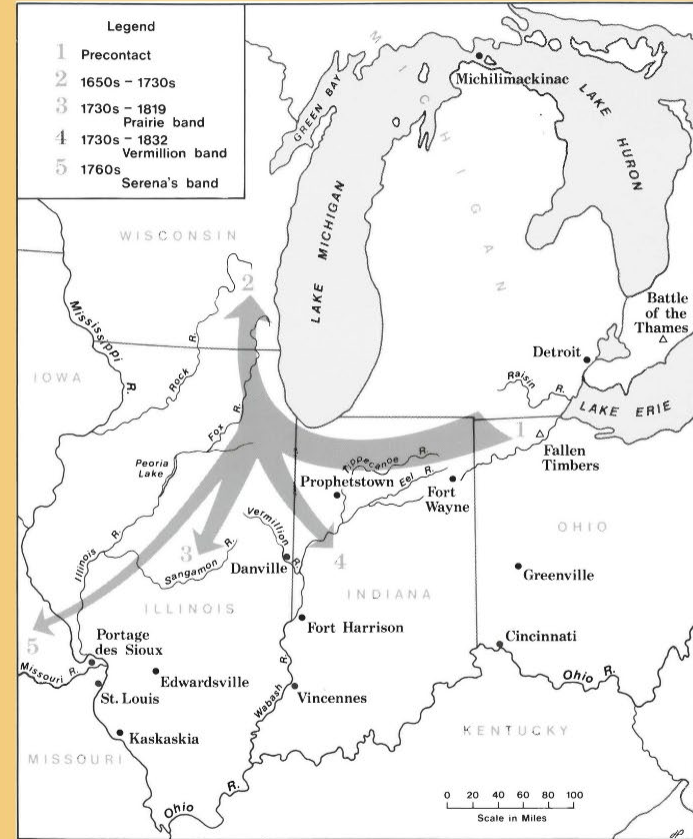 Legend
1 Precontact
2 1650s – 1730s
3 1730s – 1819
Prairie band
4 1730s – 1832
Vermillion band
5 1760s
Serena's band
MICHIGAN
Michilimackinac
GREEN BAY
LAKE HURON
LAKE MICHIGAN
WISCONSIN
2
Battle
of the
Thames
Mississippi R.
Detroit
IOWA
Rock R.
Raisin R.
LAKE ERIE
Fox R.
1
Fallen
Timbers
Peoria
Lake
Tippecanoe R.
Prophetstown
Eel R.
Fort
Wayne
Vermillion R.
OHIO
Illinois R.
3
Sangamon R.
Danville
4
Greenville
INDIANA
ILLINOIS
5
Fort Harrison
Portage
des Sioux
Cincinnati
Missouri R.
Edwardsville
Wabash R.
Ohio R.
St. Louis
Vincennes
Kaskaskia
KENTUCKY
MISSOURI
Ohio R.
0 20 40 60 80 100
Scale in Miles